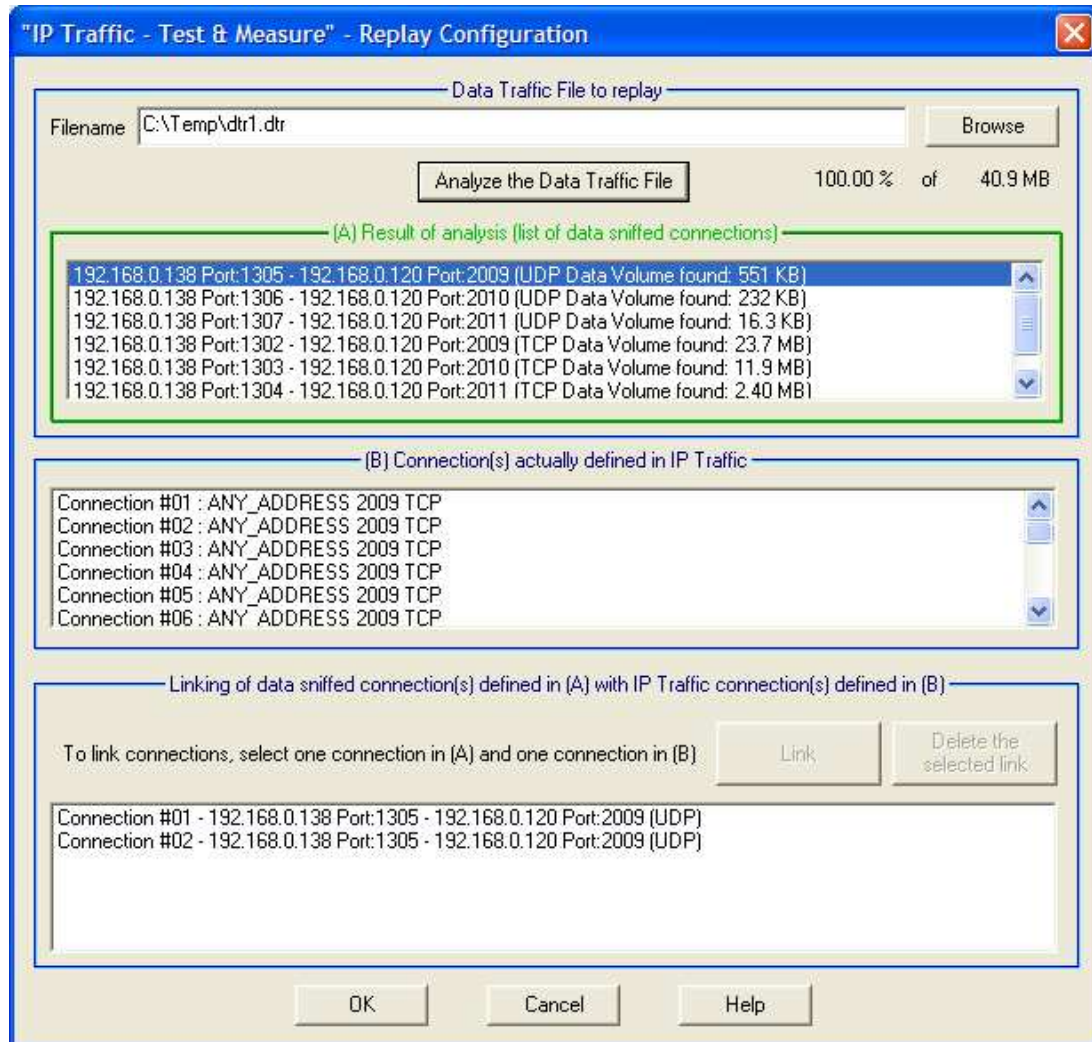 "IP Traffic - Test & Measure" - Replay Configuration
Data Traffic File to replay
Filename C:\Temp\dtr1.dtr Browse
Analyze the Data Traffic File 100.00 % of 40.9 MB
(A) Result of analysis (list of data sniffed connections)
192.168.0.138 Port:1305 - 192.168.0.120 Port:2009 (UDP Data Volume found: 551 KB)
192.168.0.138 Port:1306 - 192.168.0.120 Port:2010 (UDP Data Volume found: 232 KB)
192.168.0.138 Port:1307 - 192.168.0.120 Port:2011 (UDP Data Volume found: 16.3 KB)
192.168.0.138 Port:1302 - 192.168.0.120 Port:2009 (TCP Data Volume found: 23.7 MB)
192.168.0.138 Port:1303 - 192.168.0.120 Port:2010 (TCP Data Volume found: 11.9 MB)
192.168.0.138 Port:1304 - 192.168.0.120 Port:2011 (TCP Data Volume found: 2.40 MB)
(B) Connection(s) actually defined in IP Traffic
Connection #01 : ANY_ADDRESS 2009 TCP
Connection #02 : ANY_ADDRESS 2009 TCP
Connection #03 : ANY_ADDRESS 2009 TCP
Connection #04 : ANY_ADDRESS 2009 TCP
Connection #05 : ANY_ADDRESS 2009 TCP
Connection #06 : ANY_ADDRESS 2009 TCP
Linking of data sniffed connection(s) defined in (A) with IP Traffic connection(s) defined in (B)
To link connections, select one connection in (A) and one connection in (B) Link Delete the
selected link
Connection #01 - 192.168.0.138 Port:1305 - 192.168.0.120 Port:2009 (UDP)
Connection #02 - 192.168.0.138 Port:1305 - 192.168.0.120 Port:2009 (UDP)
OK Cancel Help